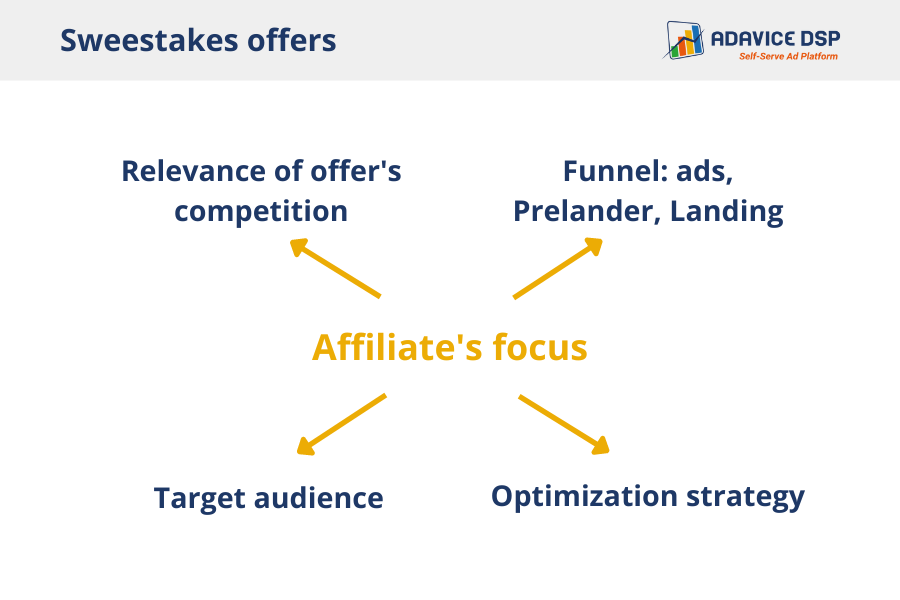 Sweestakes offers
ADAVICE DSP
Self-Serve Ad Platform
Relevance of offer's
competition
Funnel: ads,
Prelander, Landing
Affiliate's focus
Target audience
Optimization strategy